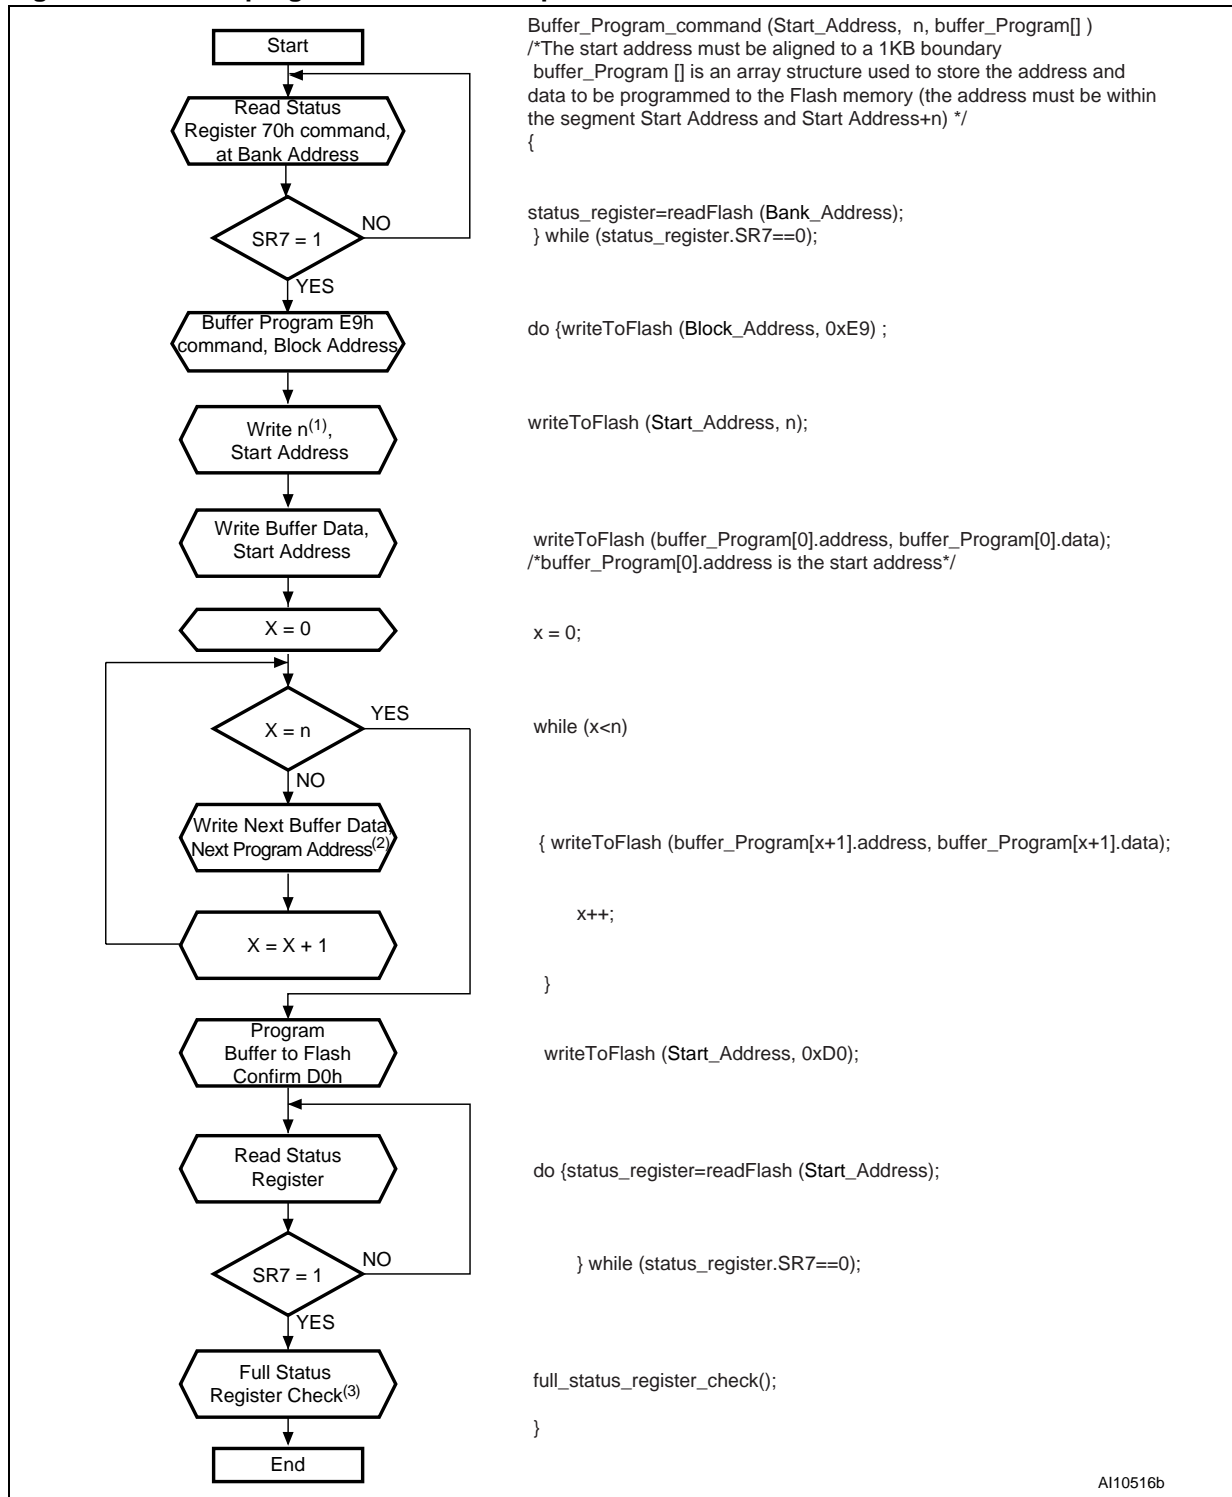 Start
Read Status
Register 70h command,
at Bank Address
SR7 = 1
NO
YES
Buffer Program E9h
command, Block Address
Write n(1),
Start Address
Write Buffer Data,
Start Address
X = 0
X = n
YES
NO
Write Next Buffer Data,
Next Program Address(2)
X = X + 1
Program
Buffer to Flash
Confirm D0h
Read Status
Register
SR7 = 1
NO
YES
Full Status
Register Check(3)
End
Buffer_Program_command (Start_Address, n, buffer_Program[] )
/*The start address must be aligned to a 1KB boundary
buffer_Program [] is an array structure used to store the address and
data to be programmed to the Flash memory (the address must be within
the segment Start Address and Start Address+n) */
{
status_register=readFlash (Bank_Address);
} while (status_register.SR7==0);
do {writeToFlash (Block_Address, 0xE9) ;
writeToFlash (Start_Address, n);
writeToFlash (buffer_Program[0].address, buffer_Program[0].data);
/*buffer_Program[0].address is the start address*/
x = 0;
while (x<n)
{ writeToFlash (buffer_Program[x+1].address, buffer_Program[x+1].data);
x++;
}
writeToFlash (Start_Address, 0xD0);
do {status_register=readFlash (Start_Address);
} while (status_register.SR7==0);
full_status_register_check();
}
AI10516b